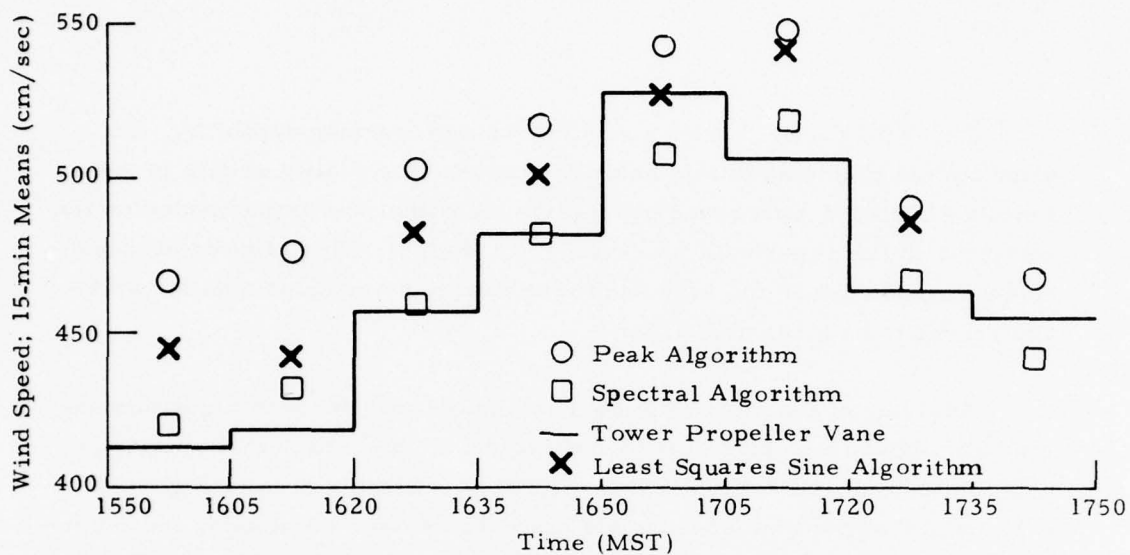 Wind Speed; 15-min Means (cm/sec)
550
500
450
400
Peak Algorithm
Spectral Algorithm
Tower Propeller Vane
Least Squares Sine Algorithm
1550 1605 1620 1635 1650 1705 1720 1735 1750
Time (MST)